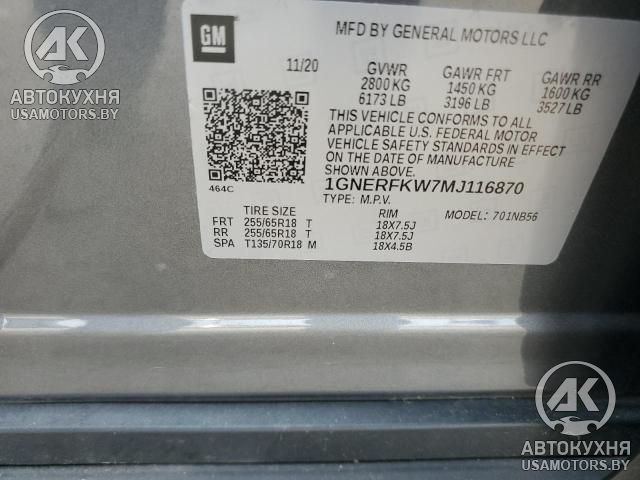 GM
MFD BY GENERAL MOTORS LLC
11/20
GVWR
2800 KG
6173 LB
GAWR FRT
1450 KG
3196 LB
GAWR RR
1600 KG
3527 LB
THIS VEHICLE CONFORMS TO ALL
APPLICABLE U.S. FEDERAL MOTOR
VEHICLE SAFETY STANDARDS IN EFFECT
ON THE DATE OF MANUFACTURE
SHOWN ABOVE.
464C
1GNERFKW7MJ116870
TYPE: M.P.V.
TIRE SIZE RIM MODEL: 701NB56
FRT 255/65R18 T 18X7.5J
RR 255/65R18 T 18X7.5J
SPA T135/70R18 M 18X4.5B
АК
АВТОКУХНЯ
USAMOTORS.BY
АК
АВТОКУХНЯ
USAMOTORS.BY